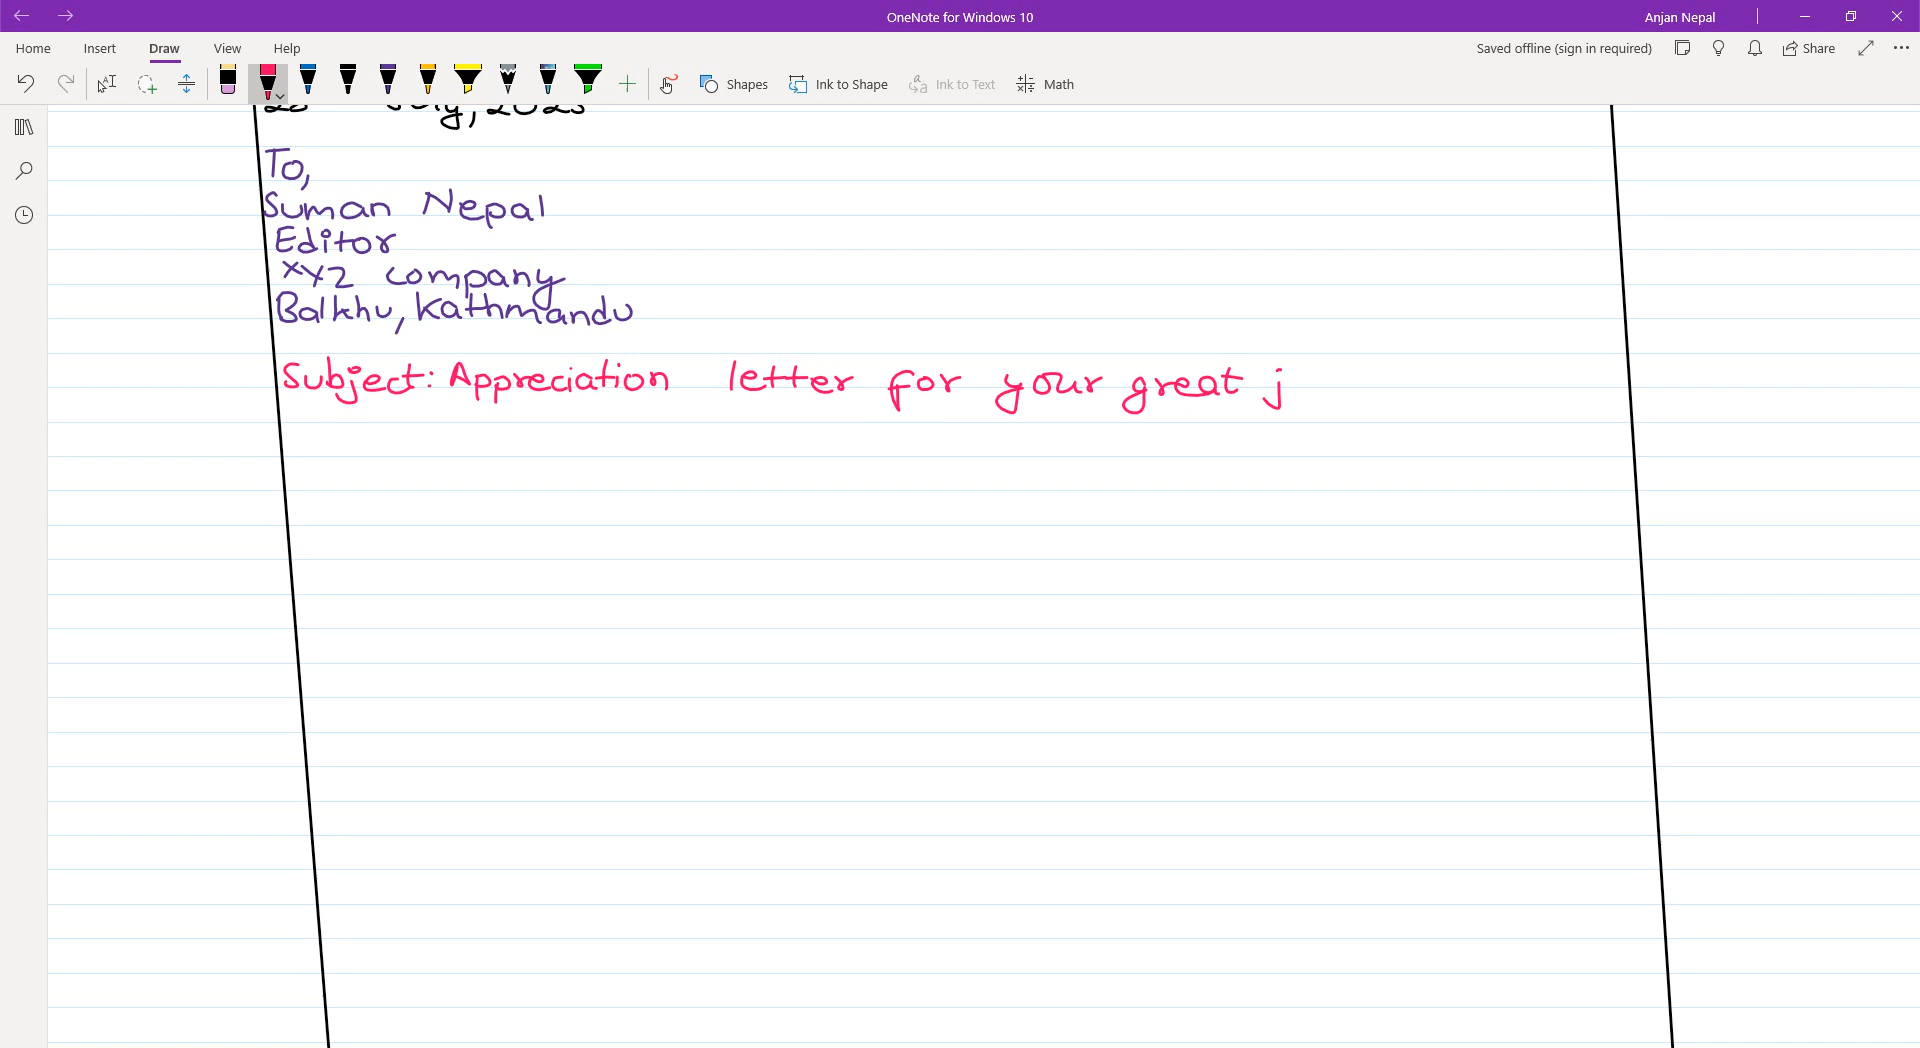 OneNote for Windows 10
Anjan Nepal
Home Insert Draw View Help
Saved offline (sign in required) Share
Shapes Ink to Shape Ink to Text Math
July, 2023
To,
Suman Nepal
Editor
XYZ company
Balkhu, Kathmandu
Subject: Appreciation letter for your great j